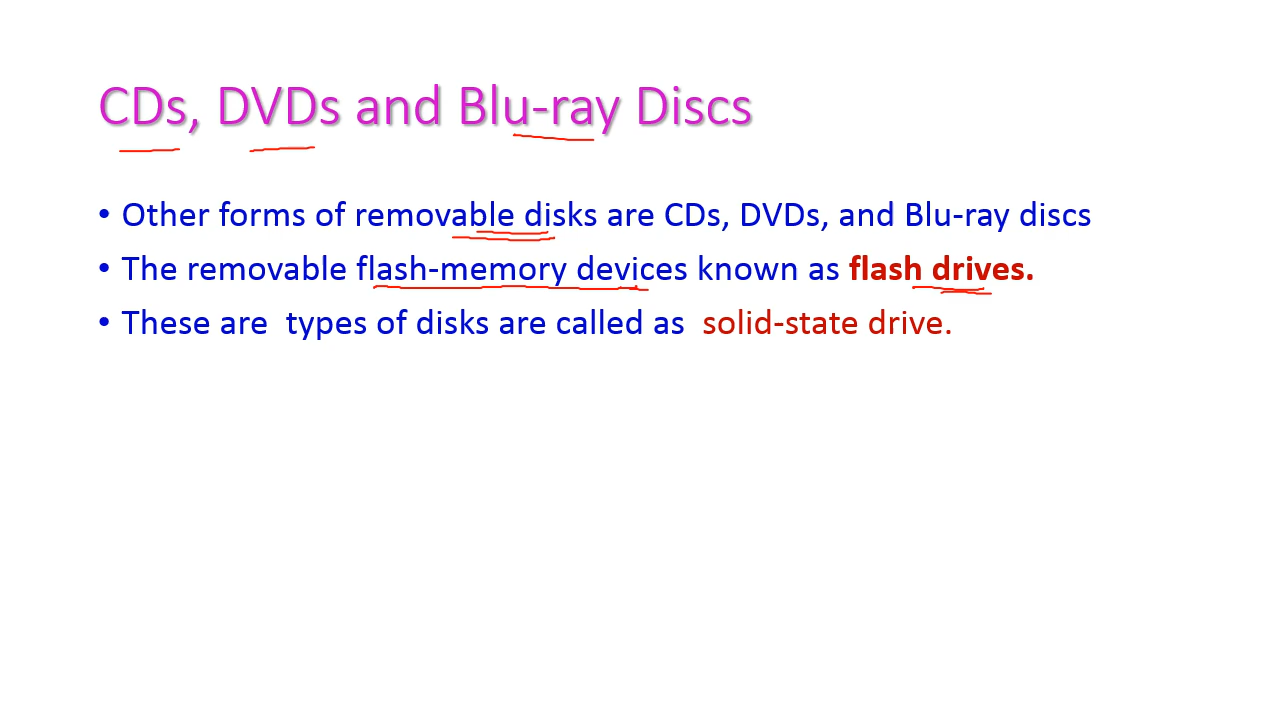 CDs, DVDs and Blu-ray Discs
• Other forms of removable disks are CDs, DVDs, and Blu-ray discs
• The removable flash-memory devices known as flash drives.
• These are  types of disks are called as  solid-state drive.